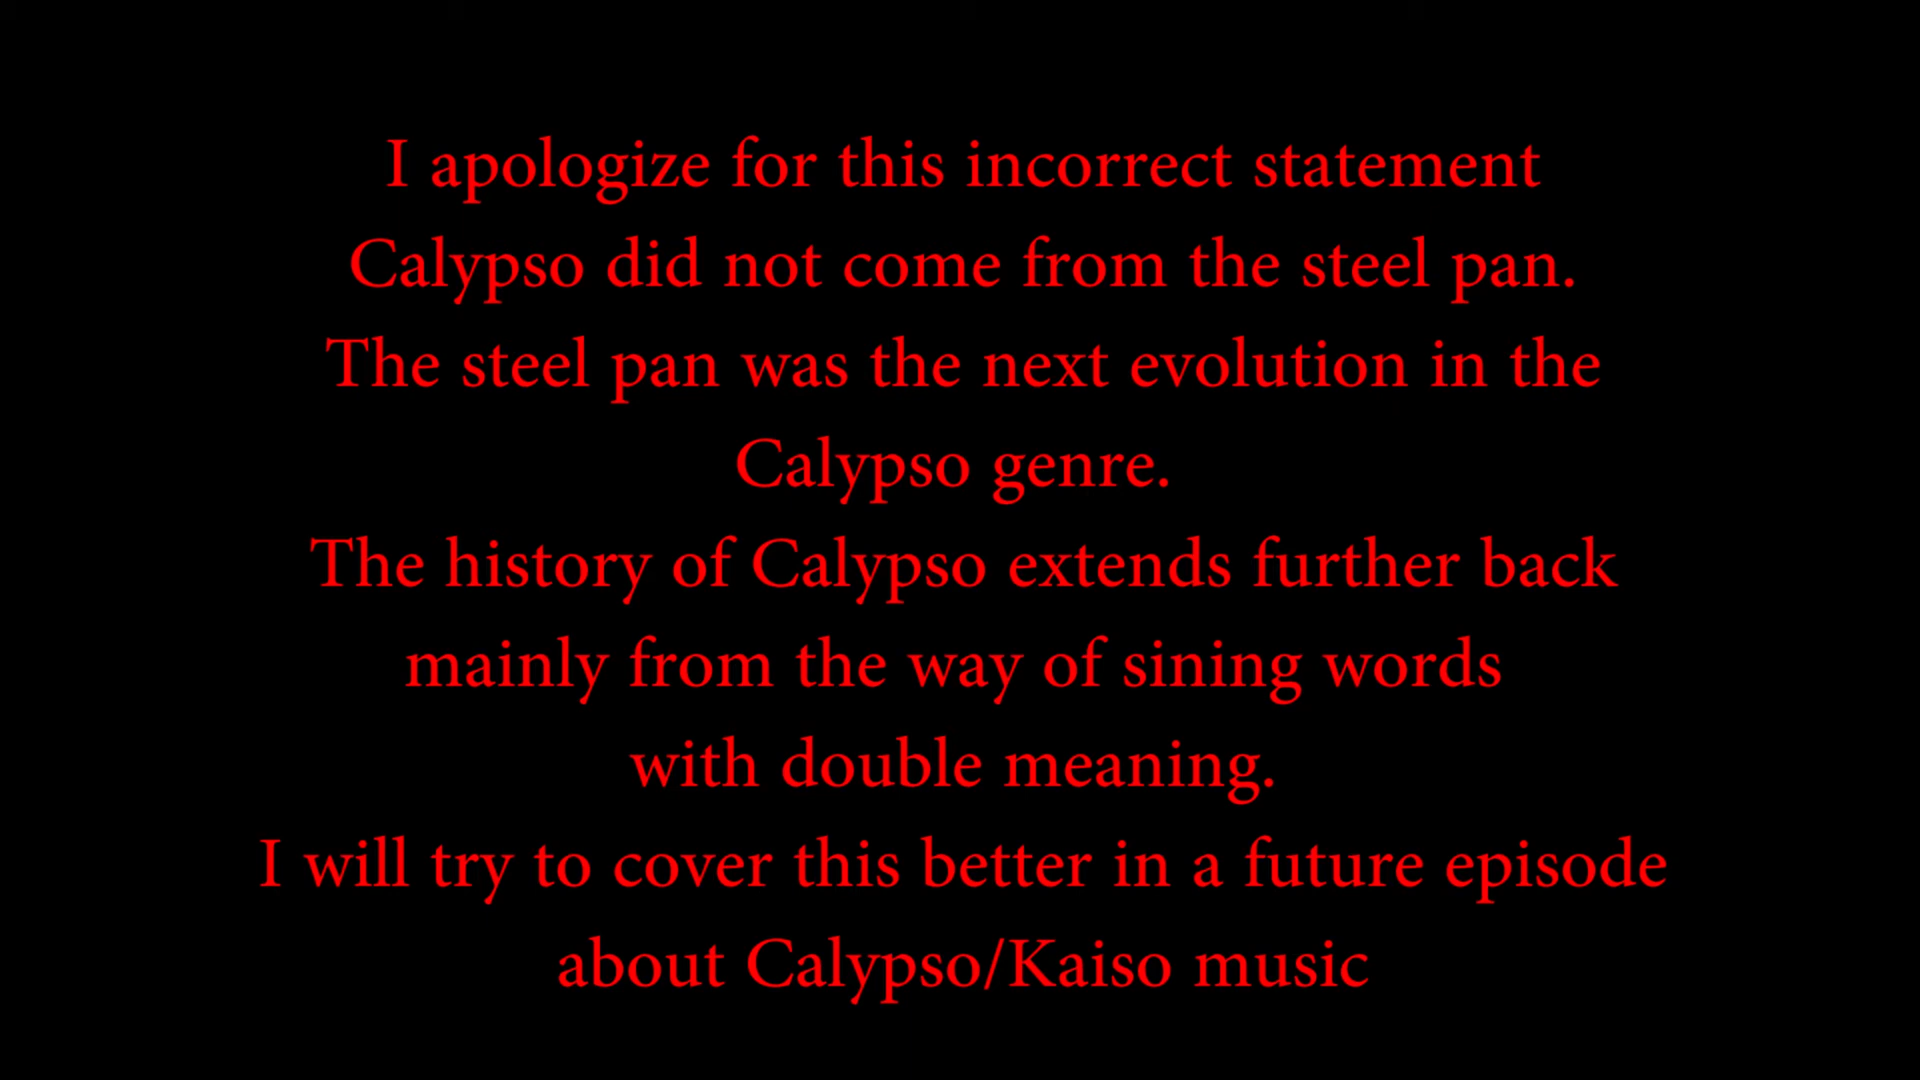 I apologize for this incorrect statement
Calypso did not come from the steel pan.
The steel pan was the next evolution in the
Calypso genre.
The history of Calypso extends further back
mainly from the way of sining words
with double meaning.
I will try to cover this better in a future episode
about Calypso/Kaiso music